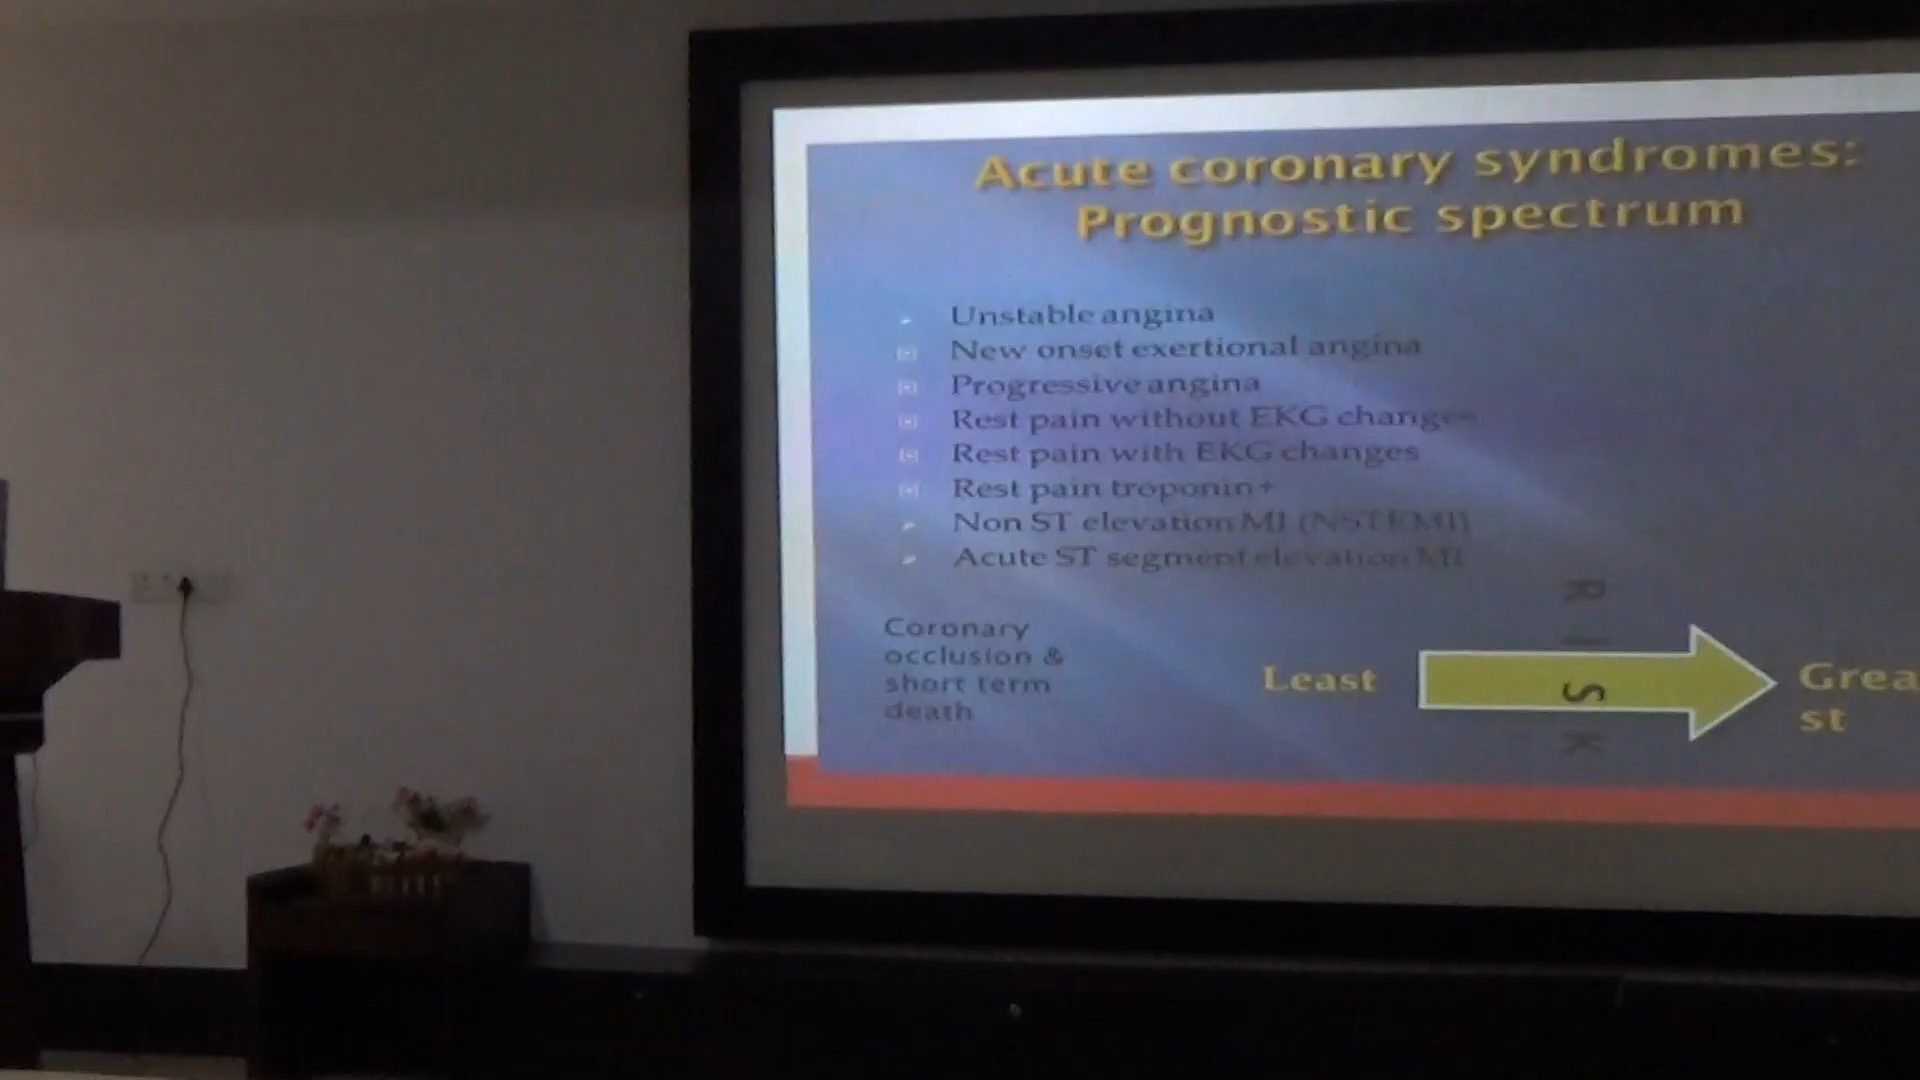 Acute coronary syndromes:
Prognostic spectrum
Unstable angina
New onset exertional angina
Progressive angina
Rest pain without EKG changes
Rest pain with EKG changes
Rest pain troponin+
Non ST elevation MI (NSTEMI)
Acute ST segment elevation MI
Coronary
occlusion &
short term
death
Least
R
I
S
K
Grea
st